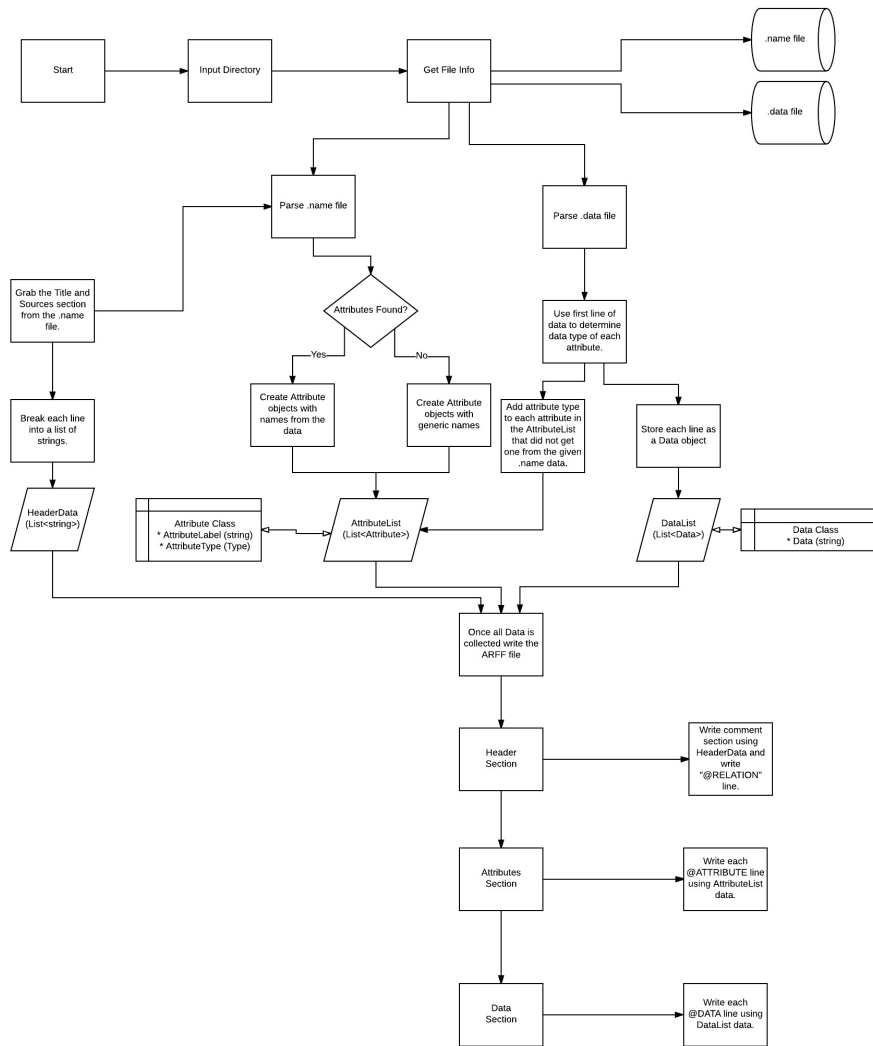 Start
Input Directory
Get File Info
.name file
.data file
Parse .name file
Parse .data file
Grab the Title and
Sources section
from the .name
file.
Attributes Found?
Use first line of
data to determine
data type of each
attribute.
Yes
No
Break each line
into a list of
strings.
Create Attribute
objects with
names from the
data
Create Attribute
objects with
generic names
Add attribute type
to each attribute in
the AttributeList
that did not get
one from the given
.name data.
Store each line as
a Data object
HeaderData
(List<string>)
Attribute Class
* AttributeLabel (string)
* AttributeType (Type)
AttributeList
(List<Attribute>)
DataList
(List<Data>)
Data Class
* Data (string)
Once all Data is
collected write the
ARFF file
Header
Section
Write comment
section using
HeaderData and
write
"@RELATION"
line.
Attributes
Section
Write each
@ATTRIBUTE line
using AttributeList
data.
Data
Section
Write each
@DATA line using
DataList data.